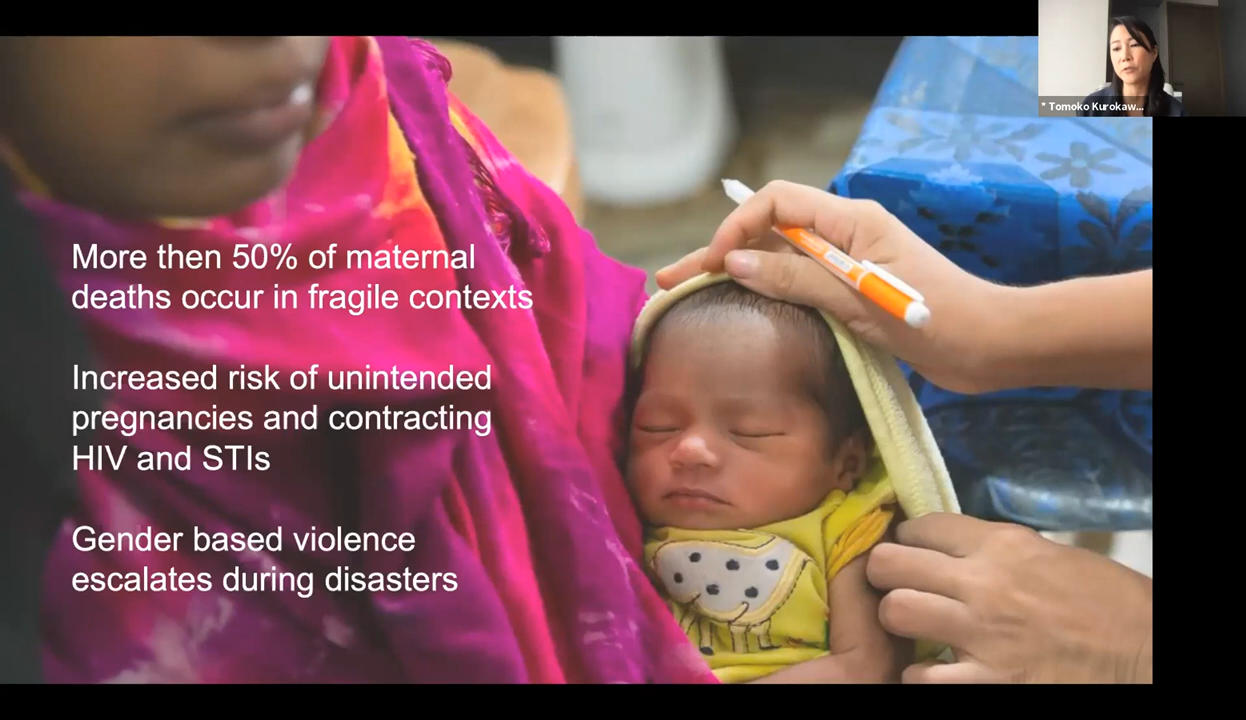 * Tomoko Kurokaw...
More then 50% of maternal
deaths occur in fragile contexts
Increased risk of unintended
pregnancies and contracting
HIV and STIs
Gender based violence
escalates during disasters